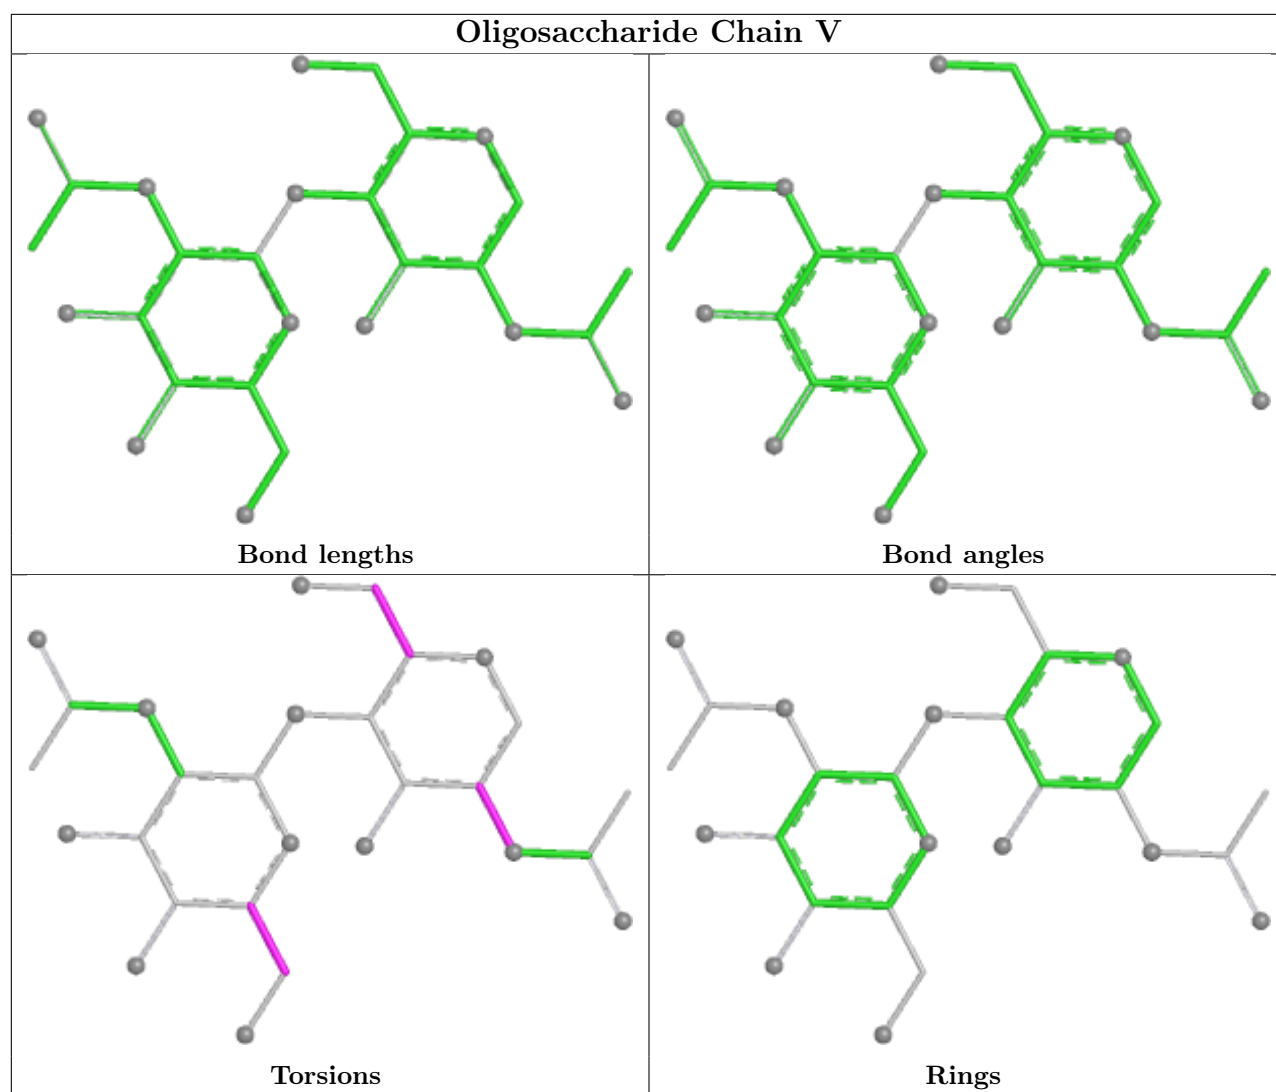 Oligosaccharide Chain V
Bond lengths
Bond angles
Torsions
Rings